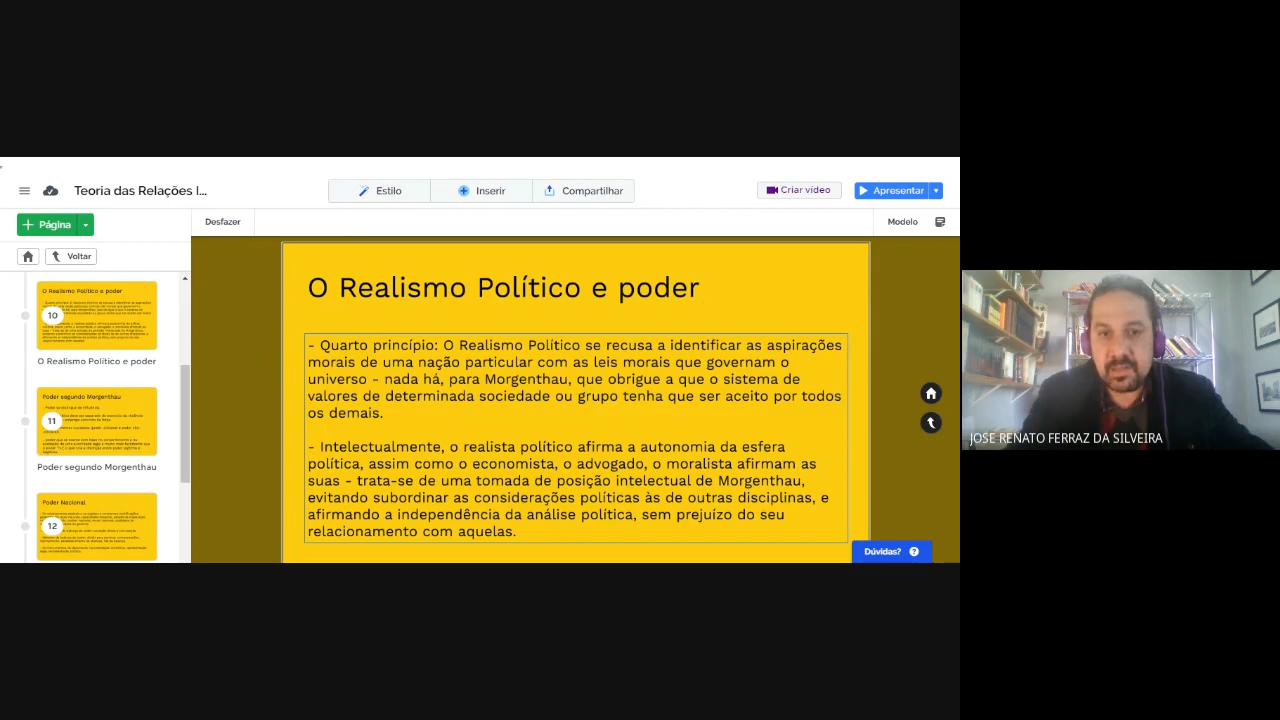 Teoria das Relações I...
Estilo
Inserir
Compartilhar
Criar vídeo
Apresentar
Página
Desfazer
Modelo
Voltar
O Realismo Político e poder
10
O Realismo Político e poder
Poder segundo Morgenthau
11
Poder segundo Morgenthau
Poder Nacional
12
O Realismo Político e poder
- Quarto princípio: O Realismo Político se recusa a identificar as aspirações
morais de uma nação particular com as leis morais que governam o
universo - nada há, para Morgenthau, que obrigue a que o sistema de
valores de determinada sociedade ou grupo tenha que ser aceito por todos
os demais.
- Intelectualmente, o realista político afirma a autonomia da esfera
política, assim como o economista, o advogado, o moralista afirmam as
suas - trata-se de uma tomada de posição intelectual de Morgenthau,
evitando subordinar as considerações políticas às de outras disciplinas, e
afirmando a independência da análise política, sem prejuízo do seu
relacionamento com aquelas.
Dúvidas? ?
JOSE RENATO FERRAZ DA SILVEIRA